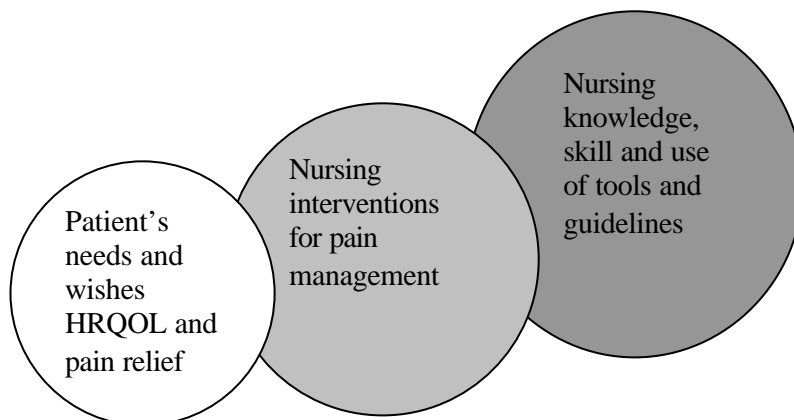 Patient’s
needs and
wishes
HRQOL and
pain relief
Nursing
interventions
for pain
management
Nursing
knowledge,
skill and use
of tools and
guidelines